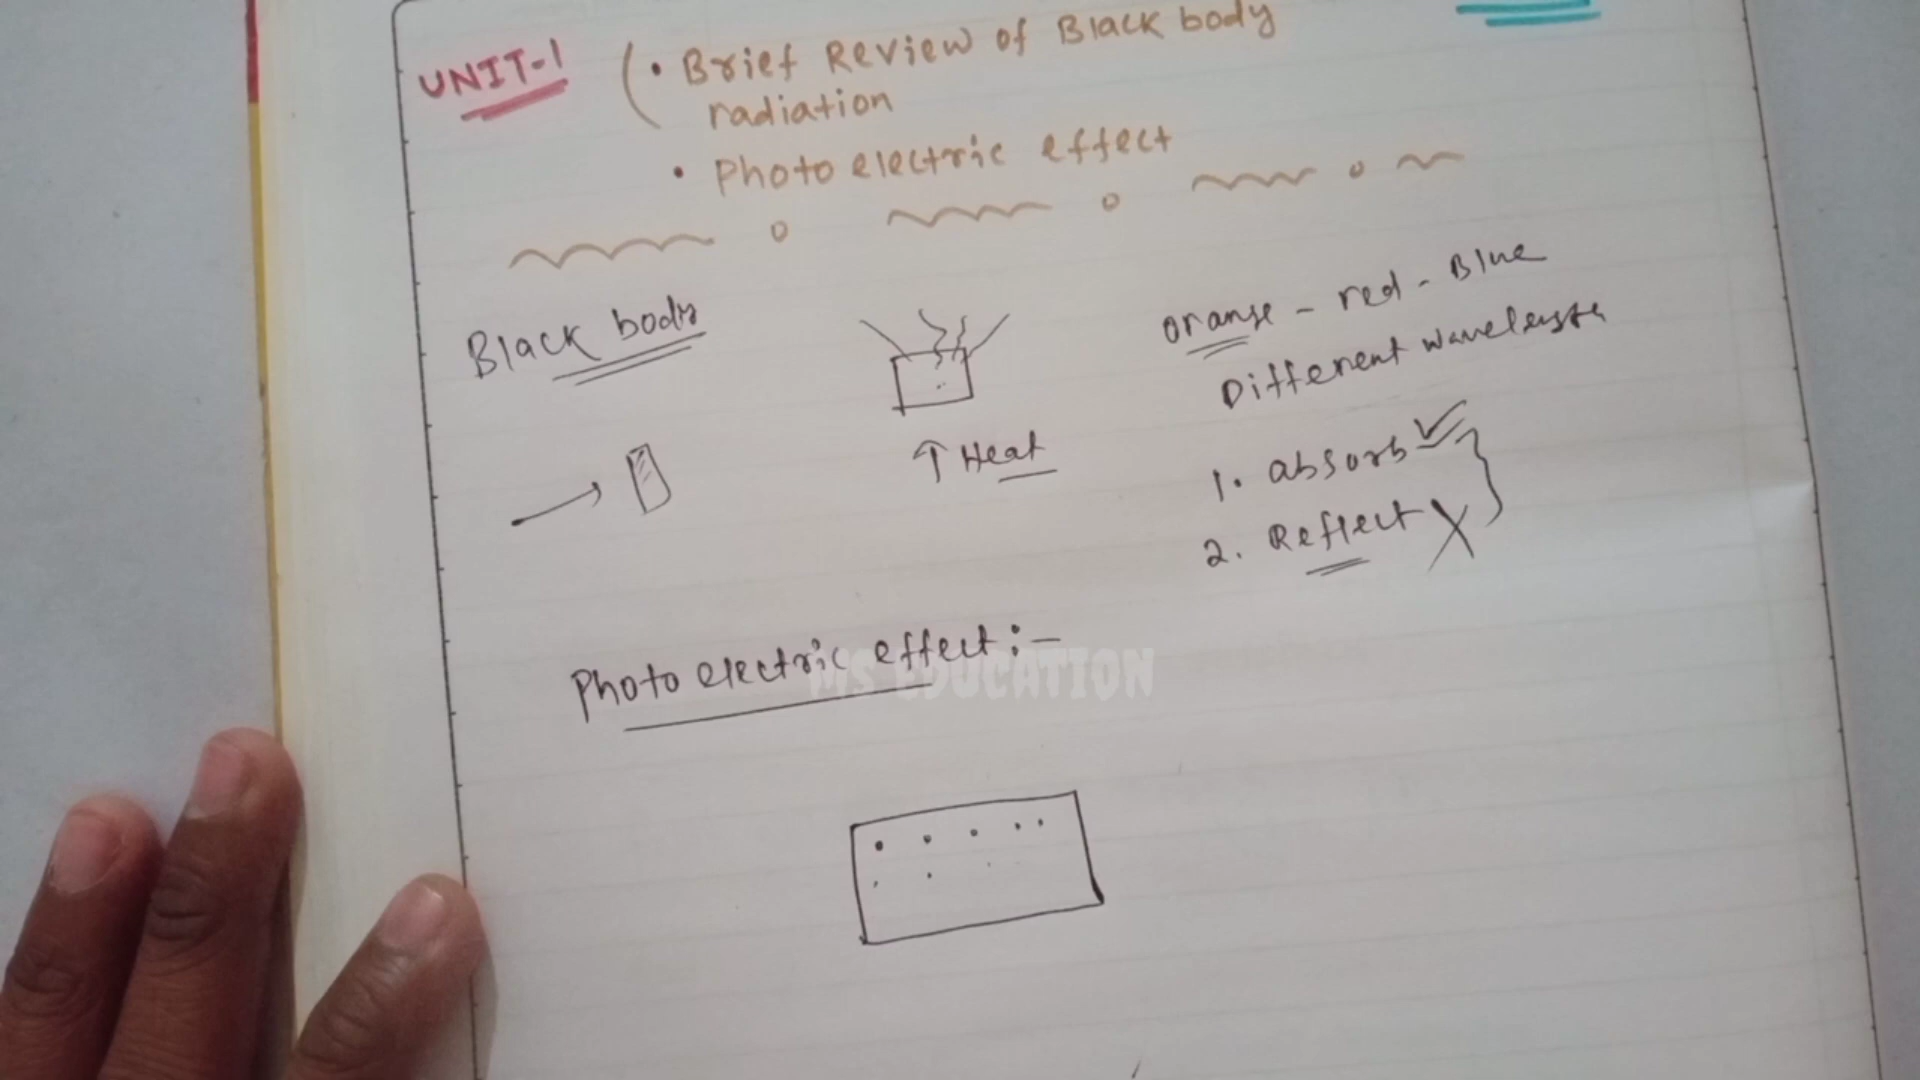 UNIT-1
• Brief Review of Black body
radiation
• Photo electric effect
Black body
orange - red - Blue
Different wavelength
↑ Heat
1. absorb ✓
2. Reflect X
Photo electric effect :-
MS EDUCATION